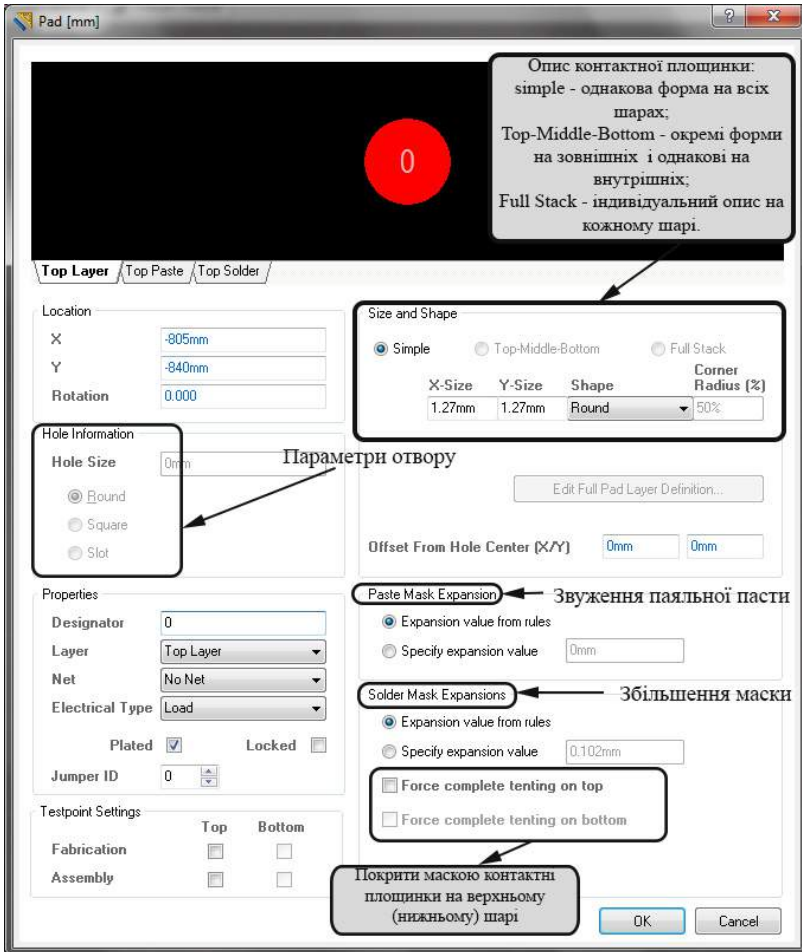 Pad [mm]
Опис контактної площинки:
simple - однакова форма на всіх
шарах;
Top-Middle-Bottom - окремі форми
на зовнішніх і однакові на
внутрішніх;
Full Stack - індивідуальний опис на
кожному шарі.
0
Top Layer Top Paste Top Solder
Location
X -805mm
Y -840mm
Rotation 0.000
Size and Shape
Simple Top-Middle-Bottom Full Stack
X-Size Y-Size Shape Corner Radius (%)
1.27mm 1.27mm Round 50%
Hole Information
Hole Size 0mm
Round
Square
Slot
Параметри отвору
Edit Full Pad Layer Definition...
Offset From Hole Center (X/Y) 0mm 0mm
Properties
Designator 0
Layer Top Layer
Net No Net
Electrical Type Load
Plated Locked
Jumper ID 0
Paste Mask Expansion Звуження паяльної пасти
Expansion value from rules
Specify expansion value 0mm
Solder Mask Expansions Збільшення маски
Expansion value from rules
Specify expansion value 0.102mm
Force complete tenting on top
Force complete tenting on bottom
Testpoint Settings
Top Bottom
Fabrication
Assembly
Покрити маскою контактні
площинки на верхньому
(нижньому) шарі
OK Cancel